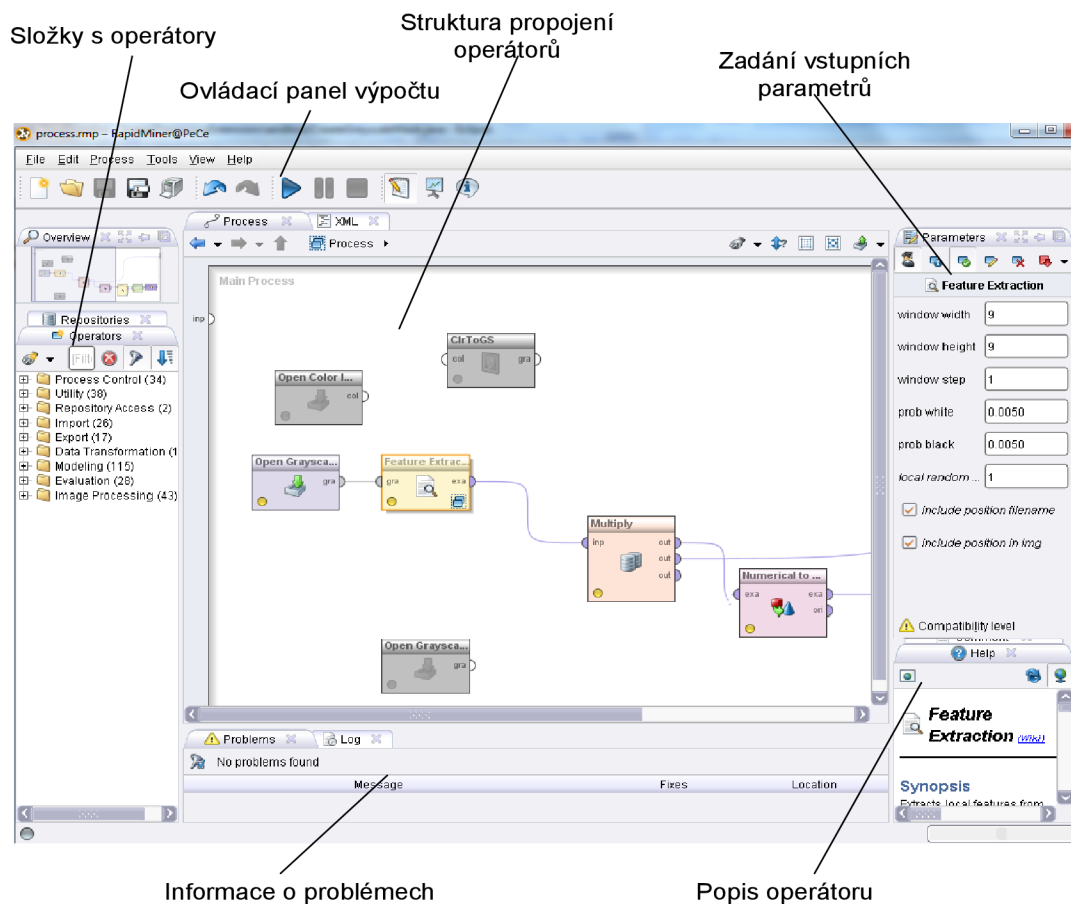 Složky s operátory
Struktura propojení
operátorů
Ovládací panel výpočtu
Zadání vstupních
parametrů
process.rmp – RapidMiner@PeCe
File Edit Process Tools View Help
Overview
Process
XML
Parameters
Process
Main Process
Feature Extraction
Repositories
Operators
inp
window width 9
window height 9
window step 1
prob white 0.0050
prob black 0.0050
local random ... 1
include position filename
include position in img
Process Control (34)
Utility (38)
Repository Access (2)
Import (26)
Export (17)
Data Transformation (1
Modeling (115)
Evaluation (28)
Image Processing (43)
ClrToGS
col gra
Open Color I...
col
Open Graysca...
gra
Feature Extrac...
gra exa
Multiply
inp out
out
out
Numerical to ...
exa exa
ori
Open Graysca...
gra
Compatibility level
Comment
Help
Feature
Extraction (Wiki)
Synopsis
Extracts local features from
Problems
Log
No problems found
Message Fixes Location
Informace o problémech
Popis operátoru